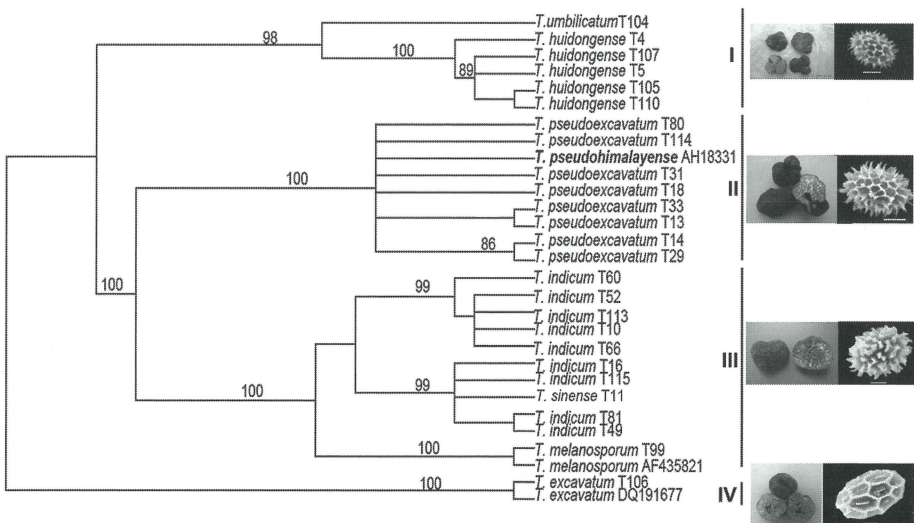 T.umbilicatumT104
98
T. huidongense T4
100
T. huidongense T107
I
89
T. huidongense T5
T. huidongense T105
T. huidongense T110
T. pseudoexcavatum T80
T. pseudoexcavatum T114
T. pseudohimalayense AH18331
100
T. pseudoexcavatum T31
II
T. pseudoexcavatum T18
T. pseudoexcavatum T33
T. pseudoexcavatum T13
86
T. pseudoexcavatum T14
T. pseudoexcavatum T29
100
T. indicum T60
99
T. indicum T52
T. indicum T113
T. indicum T10
T. indicum T66
III
T. indicum T16
99
T. indicum T115
100
T. sinense T11
T. indicum T81
T. indicum T49
100
T. melanosporum T99
T. melanosporum AF435821
100
T. excavatum T106
T. excavatum DQ191677
IV